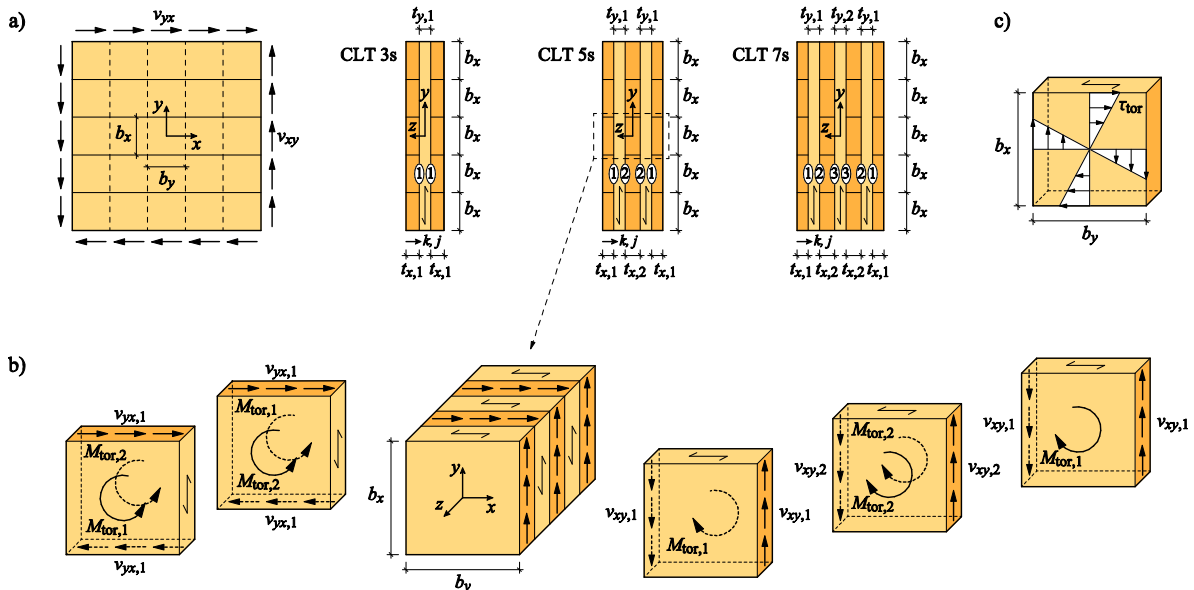 a)
v_yx
y
x
b_x
b_y
v_xy
CLT 3s
t_y,1
b_x
b_x
b_x
b_x
b_x
y
z
1 1
k, j
t_x,1 t_x,1
CLT 5s
t_y,1 t_y,1
b_x
b_x
b_x
b_x
b_x
y
z
1 2 2 1
k, j
t_x,1 t_x,2 t_x,1
CLT 7s
t_y,1 t_y,2 t_y,1
b_x
b_x
b_x
b_x
b_x
y
z
1 2 3 3 2 1
k, j
t_x,1 t_x,2 t_x,2 t_x,1
c)
τ_tor
b_x
b_y
b)
v_yx,1
M_tor,2
M_tor,2
M_tor,1
v_yx,1
v_yx,1
M_tor,1
M_tor,2
v_yx,1
b_x
y
z
x
b_y
v_xy,1
M_tor,1
v_xy,1
M_tor,2
v_xy,2
M_tor,1
M_tor,2
v_xy,2
v_xy,1
M_tor,1
v_xy,1